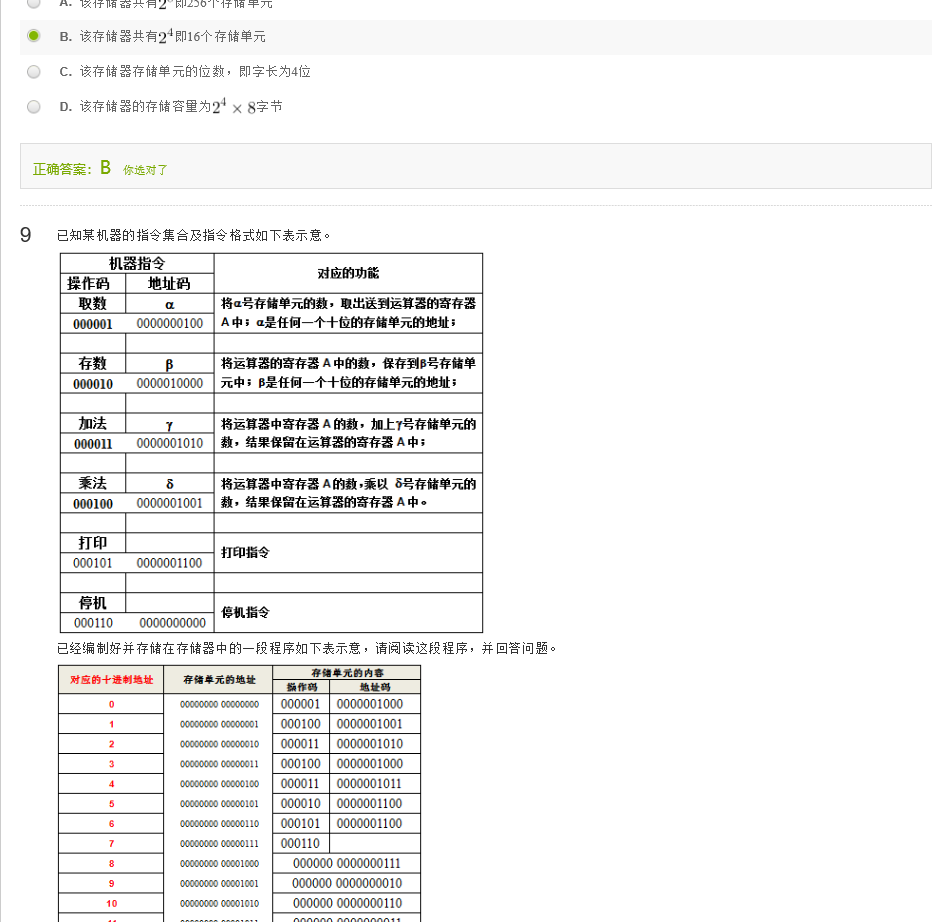 A. 该存储器共有2^8即256个存储单元
B. 该存储器共有2^4即16个存储单元
C. 该存储器存储单元的位数，即字长为4位
D. 该存储器的存储容量为2^4 × 8字节
正确答案：B 你选对了
9 已知某机器的指令集合及指令格式如下表示意。
机器指令 对应的功能
操作码 地址码
取数 α 将α号存储单元的数，取出送到运算器的寄存器
000001 0000000100 A中；α是任何一个十位的存储单元的地址；
存数 β 将运算器的寄存器 A 中的数，保存到β号存储单
000010 0000010000 元中；β是任何一个十位的存储单元的地址；
加法 γ 将运算器中寄存器 A 的数，加上γ号存储单元的
000011 0000001010 数，结果保留在运算器的寄存器 A 中；
乘法 δ 将运算器中寄存器 A 的数，乘以 δ号存储单元的
000100 0000001001 数，结果保留在运算器的寄存器 A 中。
打印 打印指令
000101 0000001100
停机 停机指令
000110 0000000000
已经编制好并存储在存储器中的一段程序如下表示意，请阅读这段程序，并回答问题。
对应的十进制地址 存储单元的地址 存储单元的内容
操作码 地址码
0 00000000 00000000 000001 0000001000
1 00000000 00000001 000100 0000001001
2 00000000 00000010 000011 0000001010
3 00000000 00000011 000100 0000001000
4 00000000 00000100 000011 0000001011
5 00000000 00000101 000010 0000001100
6 00000000 00000110 000101 0000001100
7 00000000 00000111 000110
8 00000000 00001000 000000 0000000111
9 00000000 00001001 000000 0000000010
10 00000000 00001010 000000 0000000110
11 00000000 00001011 000000 0000000011